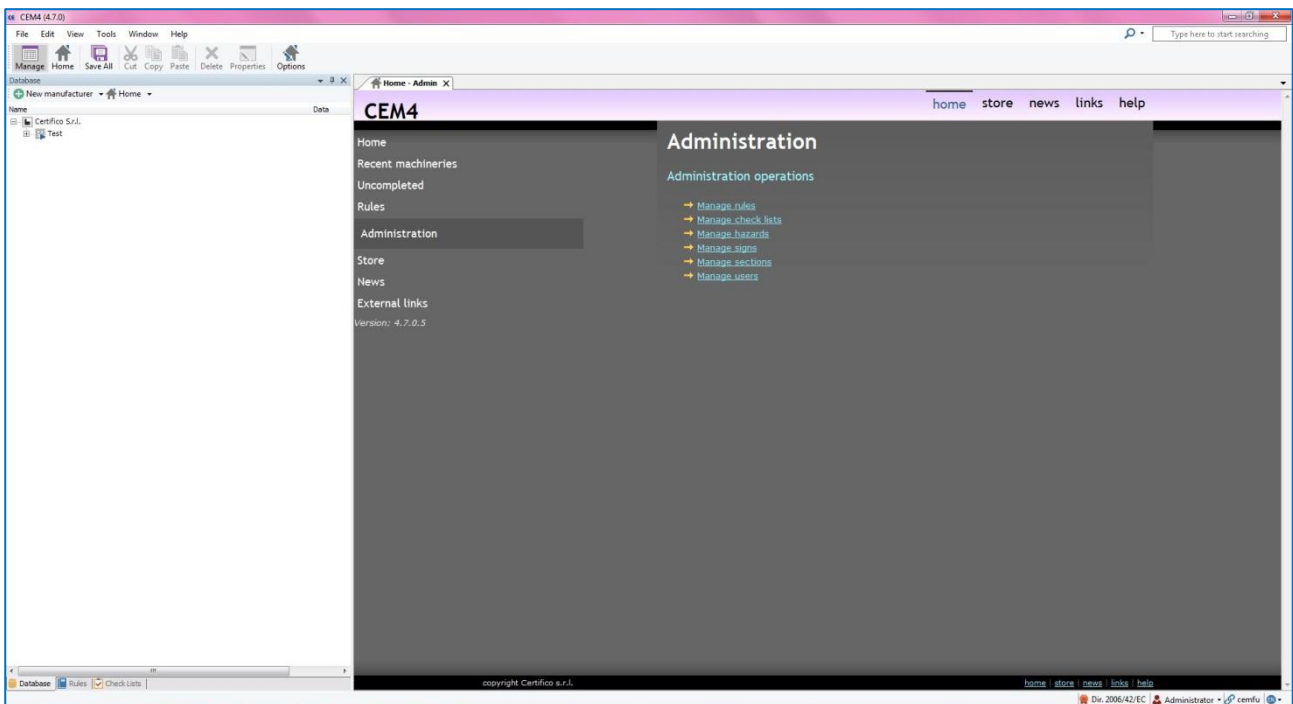 CEM4 (4.7.0)
File Edit View Tools Window Help
Type here to start searching
Manage Home Save All Cut Copy Paste Delete Properties Options
Database
New manufacturer Home
Name Data
Certifico S.r.l.
Test
Home - Admin X
CEM4
home store news links help
Home
Recent machineries
Uncompleted
Rules
Administration
Store
News
External links
Version: 4.7.0.5
Administration
Administration operations
Manage rules
Manage check lists
Manage hazards
Manage signs
Manage sections
Manage users
Database Rules Check Lists
copyright Certifico s.r.l.
home | store | news | links | help
Dir. 2006/42/EC Administrator cemfu